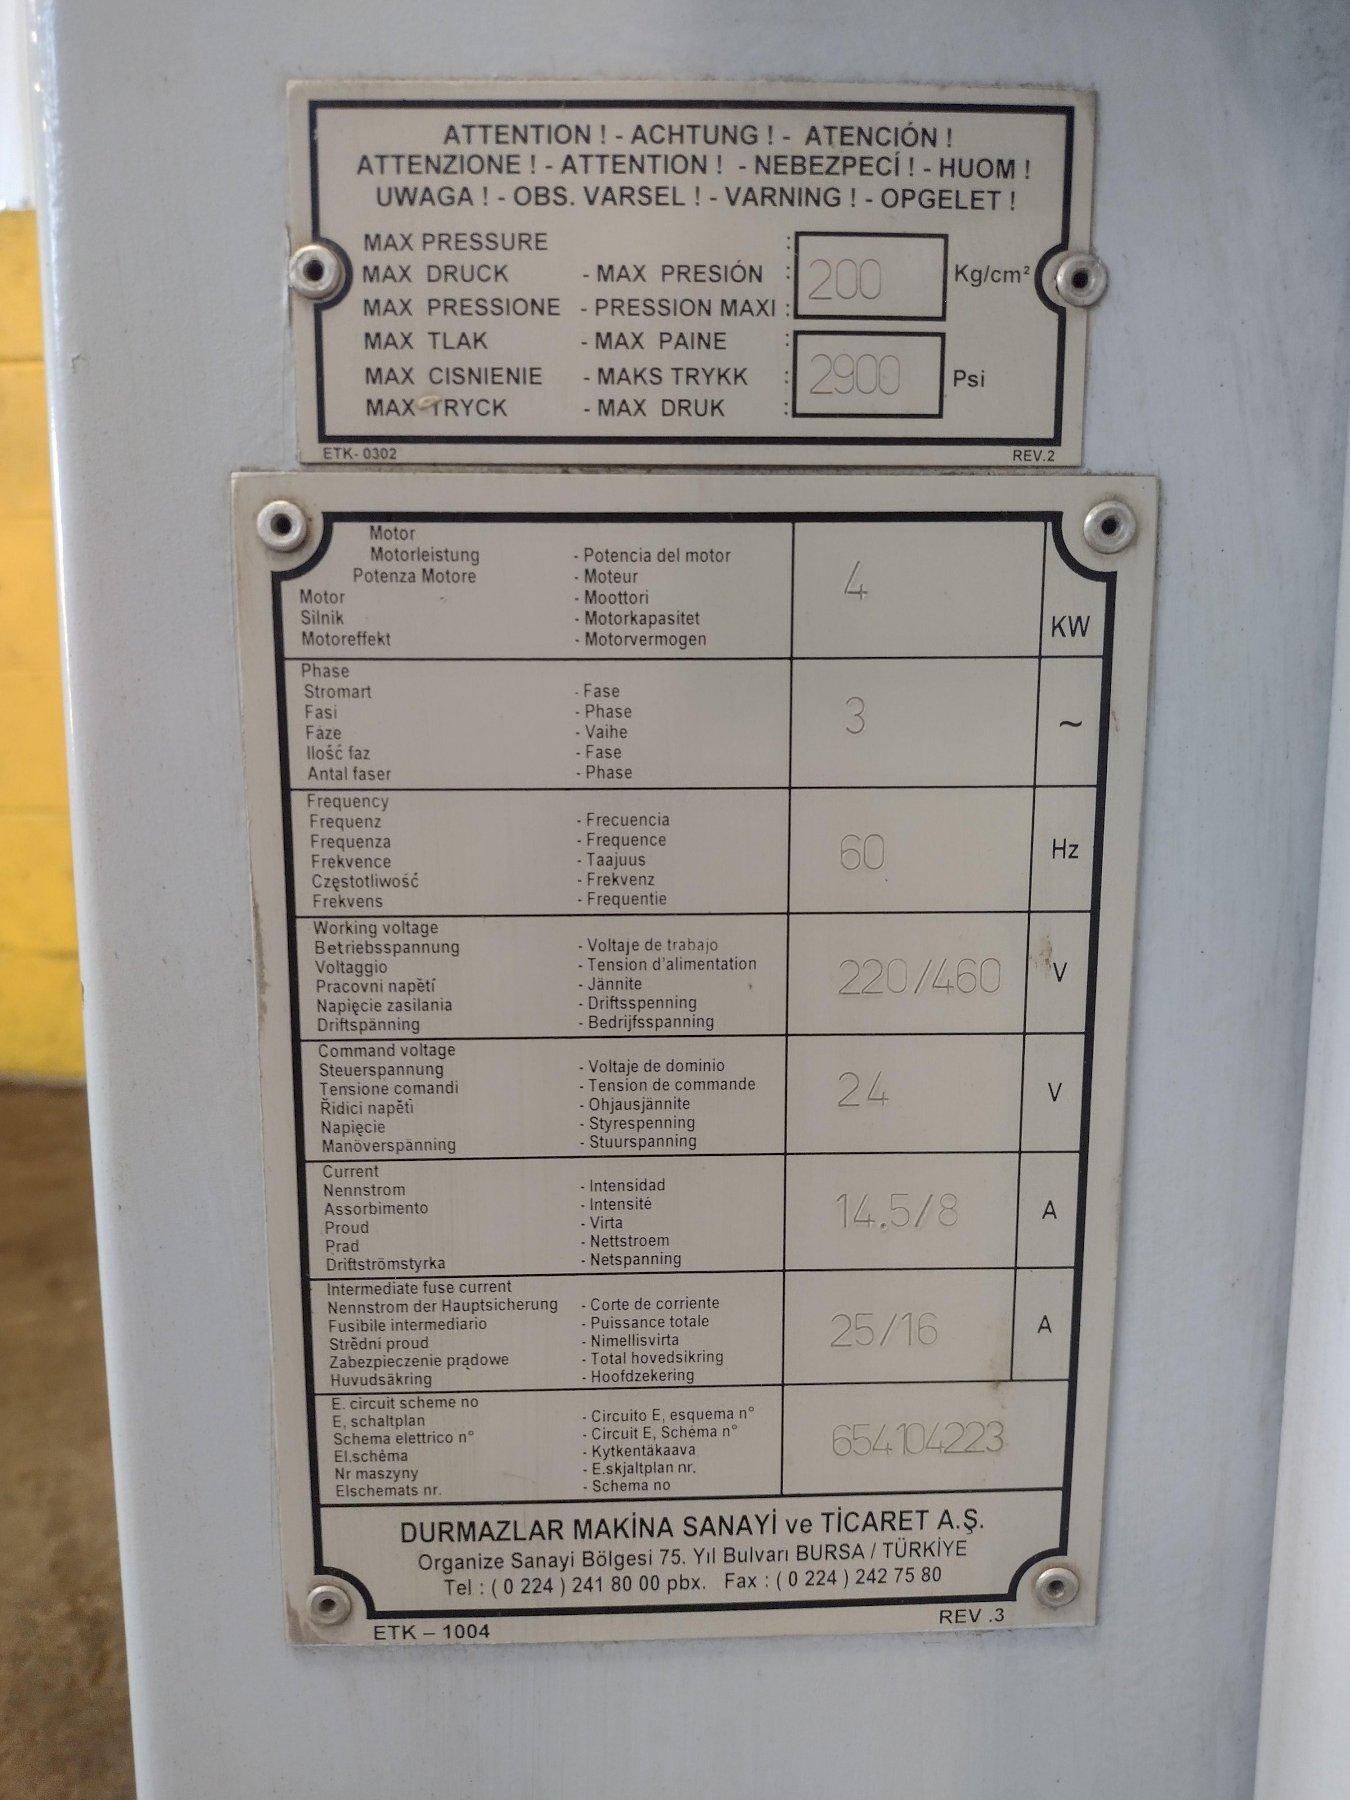 ATTENTION ! - ACHTUNG ! - ATENCIÓN !
ATTENZIONE ! - ATTENTION ! - NEBEZPECÍ ! - HUOM !
UWAGA ! - OBS. VARSEL ! - VARNING ! - OPGELET !
MAX PRESSURE :
MAX DRUCK - MAX PRESIÓN : 200 Kg/cm²
MAX PRESSIONE - PRESSION MAXI :
MAX TLAK - MAX PAINE :
MAX CISNIENIE - MAKS TRYKK : 2900 Psi
MAX TRYCK - MAX DRUK :
ETK- 0302 REV.2
Motor
Motorleistung - Potencia del motor
Potenza Motore - Moteur 4
Motor - Moottori
Silnik - Motorkapasitet KW
Motoreffekt - Motorvermogen
Phase
Stromart - Fase
Fasi - Phase 3 ~
Fáze - Vaihe
Ilość faz - Fase
Antal faser - Phase
Frequency
Frequenz - Frecuencia
Frequenza - Frequence 60 Hz
Frekvence - Taajuus
Częstotliwość - Frekvenz
Frekvens - Frequentie
Working voltage
Betriebsspannung - Voltaje de trabajo
Voltaggio - Tension d'alimentation 220/460 V
Pracovni napětí - Jännite
Napięcie zasilania - Driftsspenning
Driftspänning - Bedrijfsspanning
Command voltage
Steuerspannung - Voltaje de dominio
Tensione comandi - Tension de commande 24 V
Řidici napěti - Ohjausjännite
Napięcie - Styrespenning
Manöverspänning - Stuurspanning
Current
Nennstrom - Intensidad
Assorbimento - Intensité 14.5/8 A
Proud - Virta
Prad - Nettstroem
Driftströmstyrka - Netspanning
Intermediate fuse current
Nennstrom der Hauptsicherung - Corte de corriente
Fusibile intermediario - Puissance totale 25/16 A
Střědní proud - Nimellisvirta
Zabezpieczenie prądowe - Total hovedsikring
Huvudsäkring - Hoofdzekering
E. circuit scheme no
E, schaltplan - Circuito E, esquema n°
Schema elettrico n° - Circuit E, Schéma n° 654104223
El.schéma - Kytkentäkaava
Nr maszyny - E.skjaltplan nr.
Elschemats nr. - Schema no
DURMAZLAR MAKİNA SANAYİ ve TİCARET A.Ş.
Organize Sanayi Bölgesi 75. Yıl Bulvarı BURSA / TÜRKİYE
Tel : ( 0 224 ) 241 80 00 pbx. Fax : ( 0 224 ) 242 75 80
ETK – 1004 REV .3